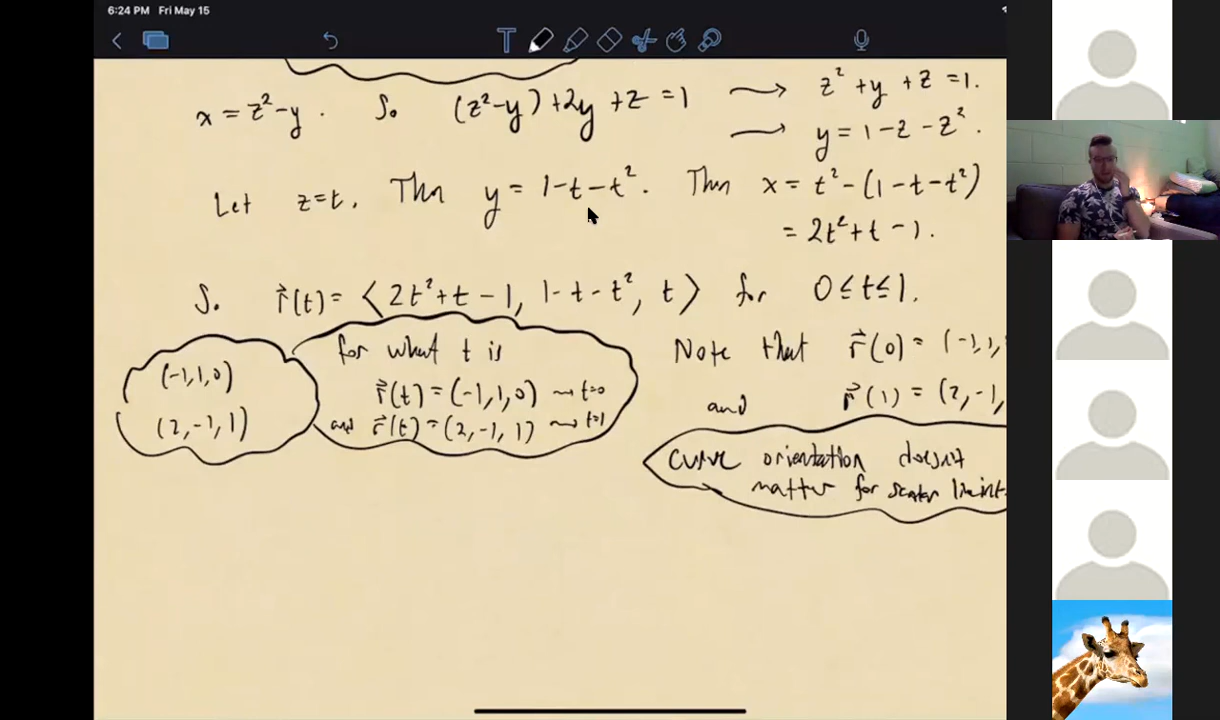 6:24 PM Fri May 15
x = z² - y . So (z² - y) + 2y + z = 1 → z² + y + z = 1.
→ y = 1 - z - z².
Let z = t. Then y = 1 - t - t². Then x = t² - (1 - t - t²)
= 2t² + t - 1.
So r⃗(t) = ⟨2t² + t - 1, 1 - t - t², t⟩ for 0 ≤ t ≤ 1.
(-1, 1, 0)
(2, -1, 1)
for what t is
r⃗(t) = (-1, 1, 0) ⇝ t=0
and r⃗(t) = (2, -1, 1) ⇝ t=1
Note that r⃗(0) = (-1, 1,
and r⃗(1) = (2, -1,
curve orientation doesn't
matter for scalar line int.